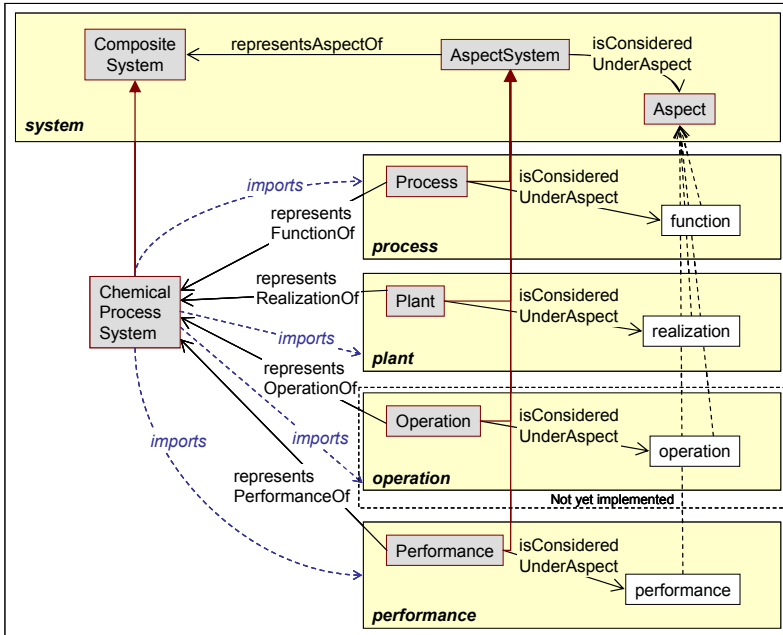 Composite
System
representsAspectOf
AspectSystem
isConsidered
UnderAspect
Aspect
system
imports
Process
isConsidered
UnderAspect
represents
FunctionOf
function
process
Chemical
Process
System
represents
RealizationOf
Plant
isConsidered
UnderAspect
realization
imports
plant
represents
OperationOf
Operation
isConsidered
UnderAspect
imports
imports
operation
operation
represents
PerformanceOf
Not yet implemented
Performance
isConsidered
UnderAspect
performance
performance